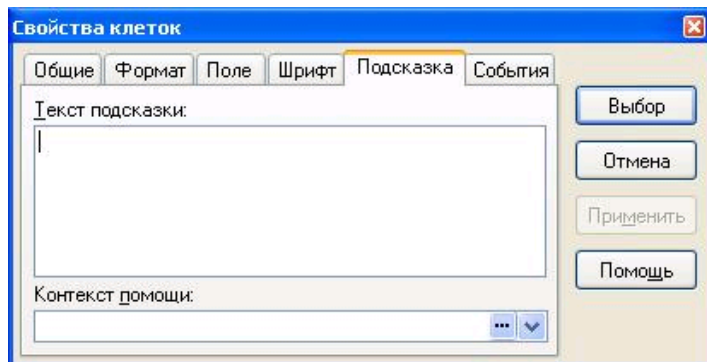 Свойства клеток
Общие Формат Поле Шрифт Подсказка События
Текст подсказки:
Выбор
Отмена
Применить
Помощь
Контекст помощи:
...